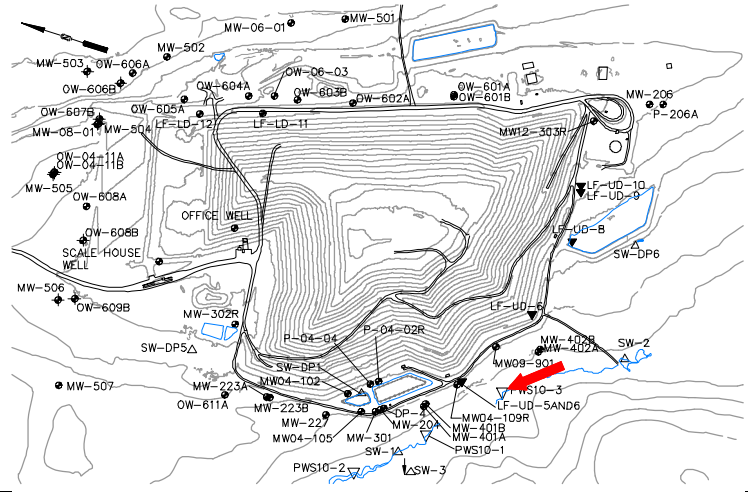 MW-06-01
MW-501
MW-502
MW-503
OW-606A
OW-606B
OW-604A
OW-06-03
OW-603B
OW-602A
OW-601A
OW-601B
MW-206
P-206A
OW-605A
LF-LD-12
LF-LD-11
OW-607B
MW-08-01
MW-504
MW12-303R
OW-04-11A
OW-04-11B
MW-505
OW-608A
LF-UD-10
LF-UD-9
OFFICE WELL
LF-UD-8
OW-608B
SCALE HOUSE
WELL
SW-DP6
MW-506
OW-609B
MW-302R
LF-UD-6
P-04-04
P-04-02R
SW-DP5
SW-DP1
MW-402B
MW-402A
SW-2
MW09-901
MW-507
MW-223A
MW04-102
PWS10-3
OW-611A
MW-223B
LF-UD-5AND6
MW-227
DP-4
MW04-109R
MW-204
MW04-105
MW-301
MW-401B
MW-401A
SW-1
PWS10-1
PWS10-2
SW-3